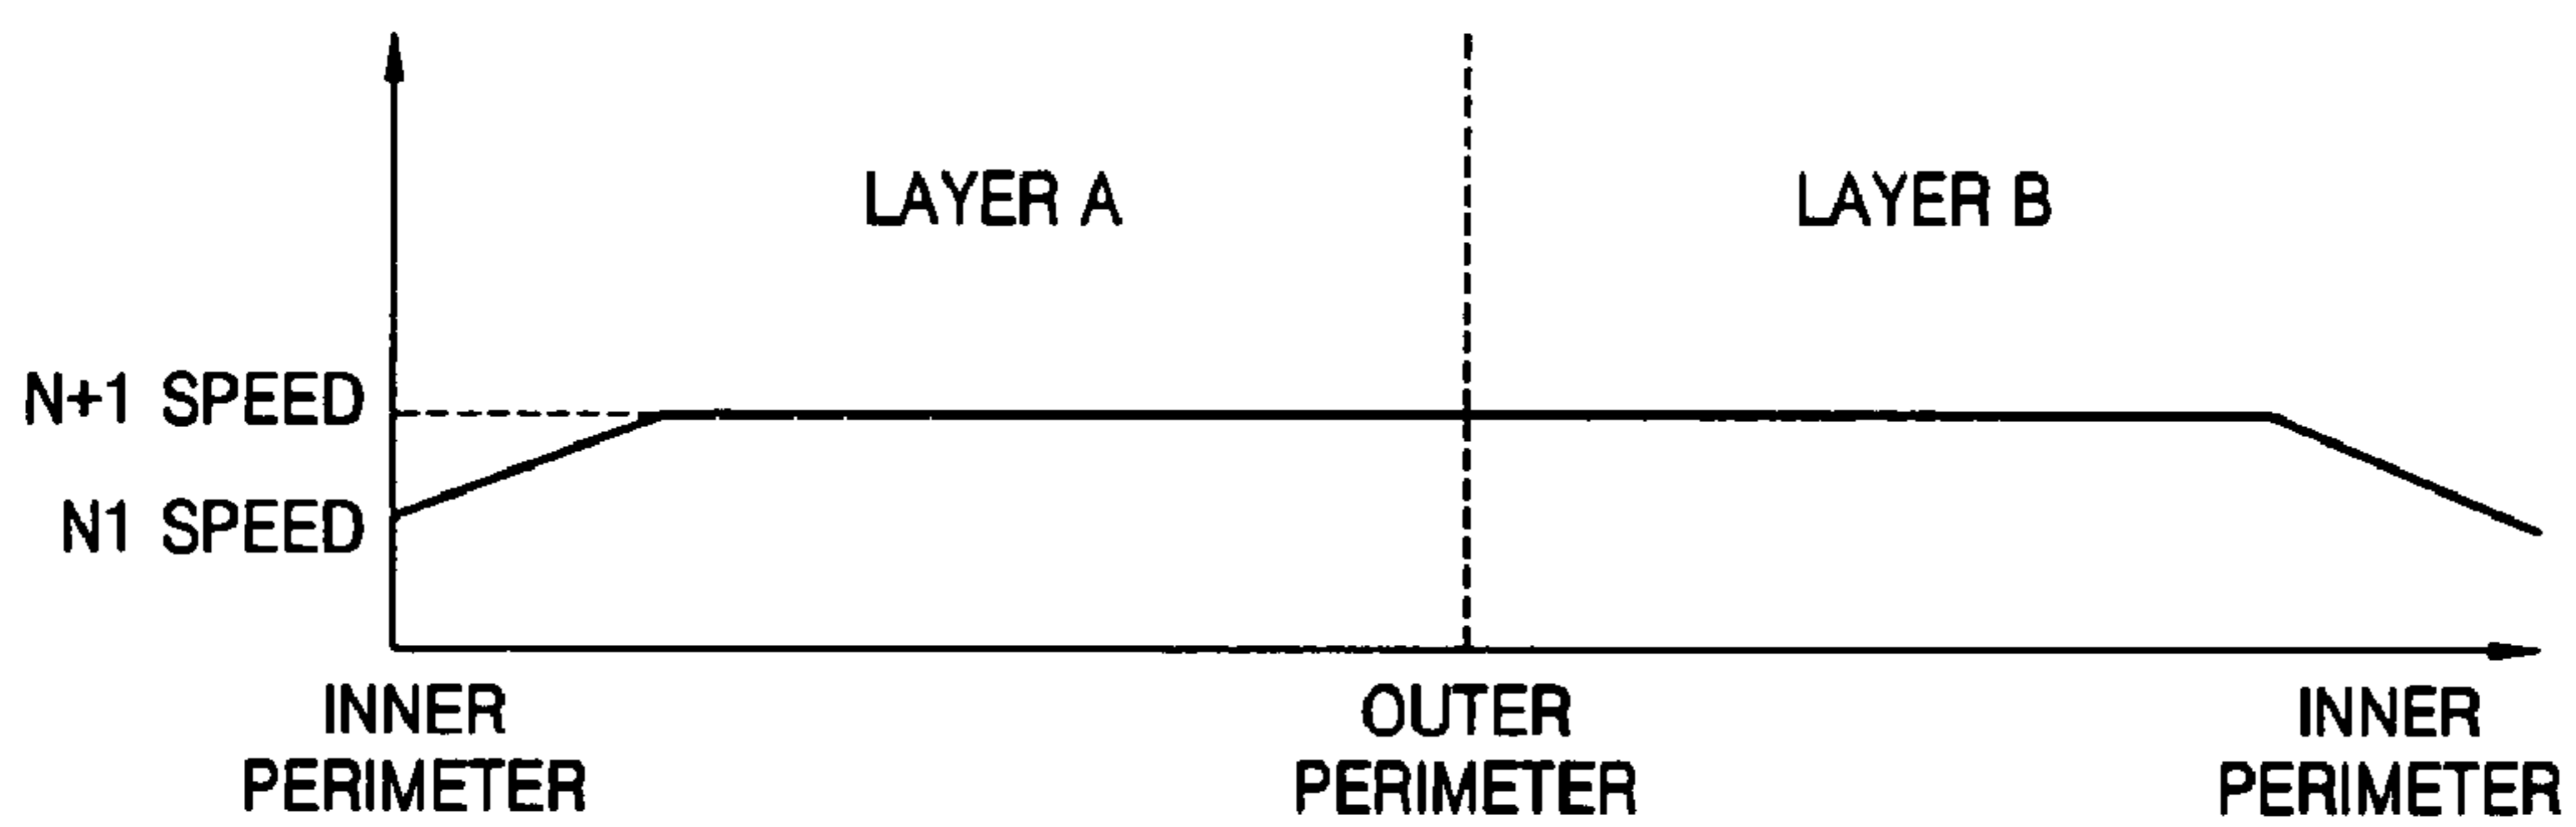 LAYER A
LAYER B
N+1 SPEED
N1 SPEED
INNER
PERIMETER
OUTER
PERIMETER
INNER
PERIMETER